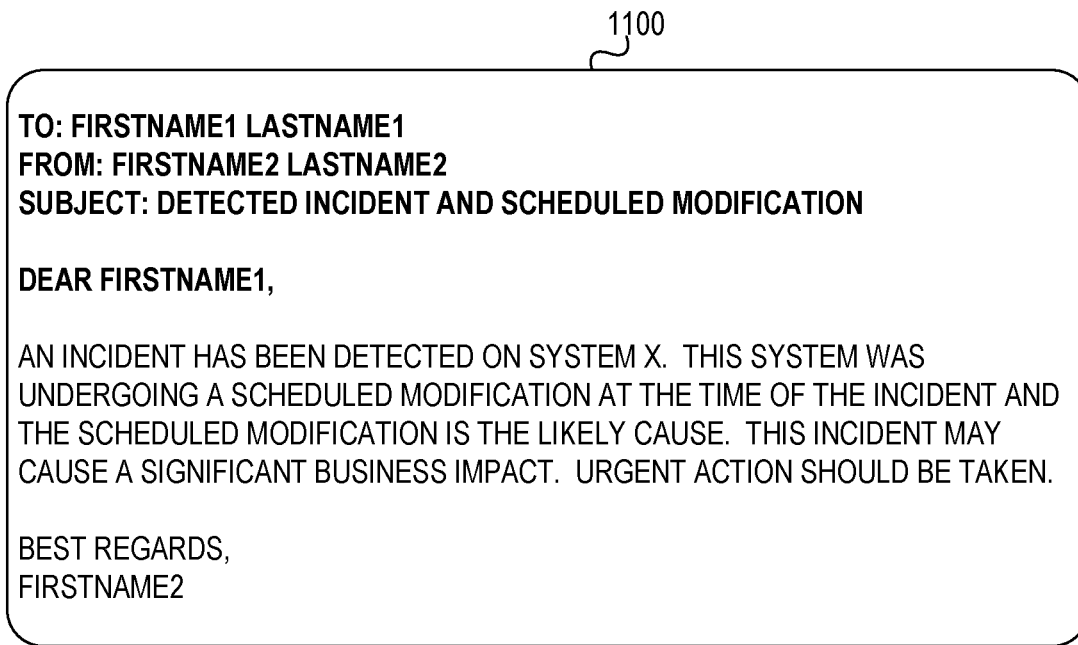 1100
TO: FIRSTNAME1 LASTNAME1
FROM: FIRSTNAME2 LASTNAME2
SUBJECT: DETECTED INCIDENT AND SCHEDULED MODIFICATION
DEAR FIRSTNAME1,
AN INCIDENT HAS BEEN DETECTED ON SYSTEM X.  THIS SYSTEM WAS
UNDERGOING A SCHEDULED MODIFICATION AT THE TIME OF THE INCIDENT AND
THE SCHEDULED MODIFICATION IS THE LIKELY CAUSE.  THIS INCIDENT MAY
CAUSE A SIGNIFICANT BUSINESS IMPACT.  URGENT ACTION SHOULD BE TAKEN.
BEST REGARDS,
FIRSTNAME2